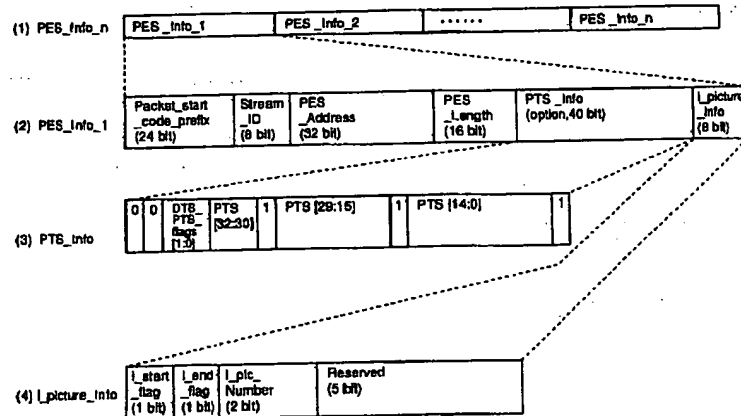 (1) PES_Info_n
PES_Info_1
PES_Info_2
......
PES_Info_n
(2) PES_Info_1
Packet_start
_code_prefix
(24 bit)
Stream
_ID
(8 bit)
PES
_Address
(32 bit)
PES
_Length
(16 bit)
PTS_Info
(option,40 bit)
I_picture
_Info
(8 bit)
(3) PTS_Info
0
0
DTS_
PTS_
flags
[1:0]
PTS
[32:30]
1
PTS [29:15]
1
PTS [14:0]
1
(4) I_picture_Info
I_start
_flag
(1 bit)
I_end
_flag
(1 bit)
I_pic_
Number
(2 bit)
Reserved
(5 bit)